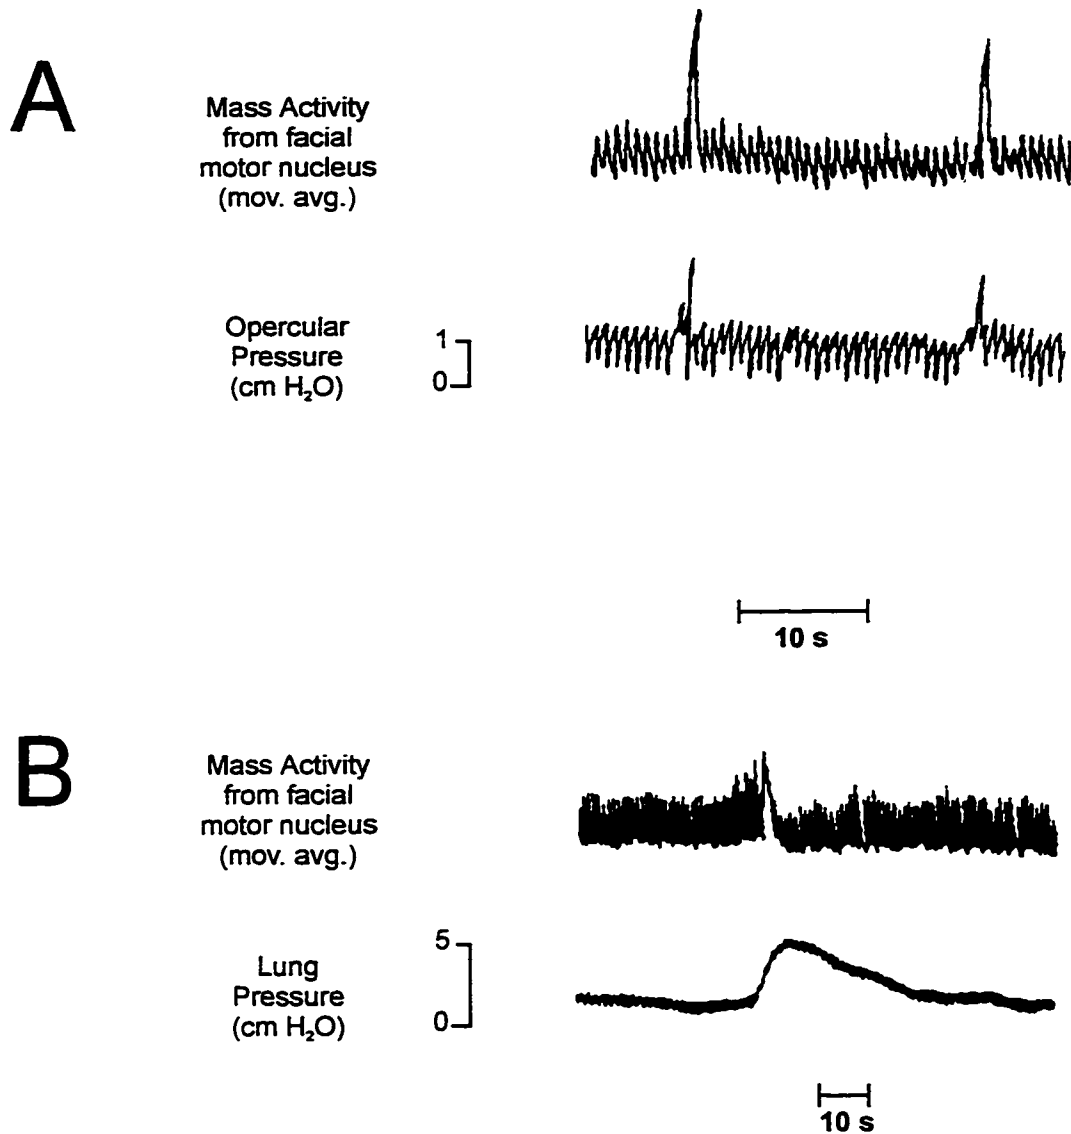 A
Mass Activity
from facial
motor nucleus
(mov. avg.)
Opercular
Pressure
(cm H₂O)
1
0
10 s
B
Mass Activity
from facial
motor nucleus
(mov. avg.)
Lung
Pressure
(cm H₂O)
5
0
10 s